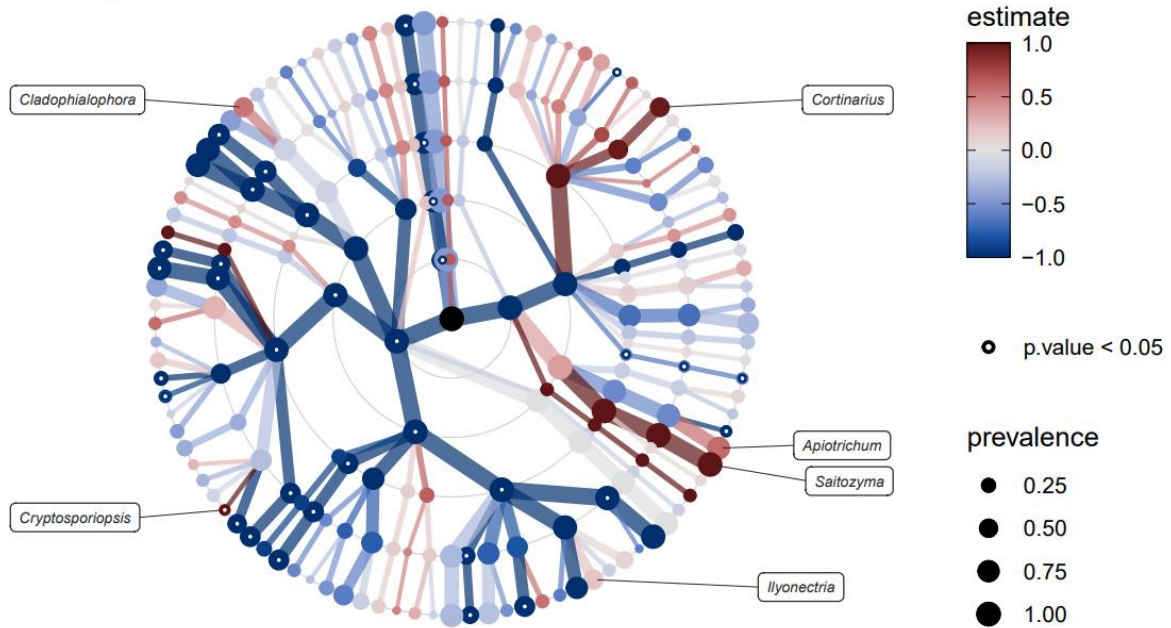 estimate
1.0
0.5
0.0
−0.5
−1.0
Cladophialophora
Cortinarius
p.value < 0.05
Apiotrichum
prevalence
Saitozyma
0.25
Cryptosporiopsis
0.50
0.75
Ilyonectria
1.00